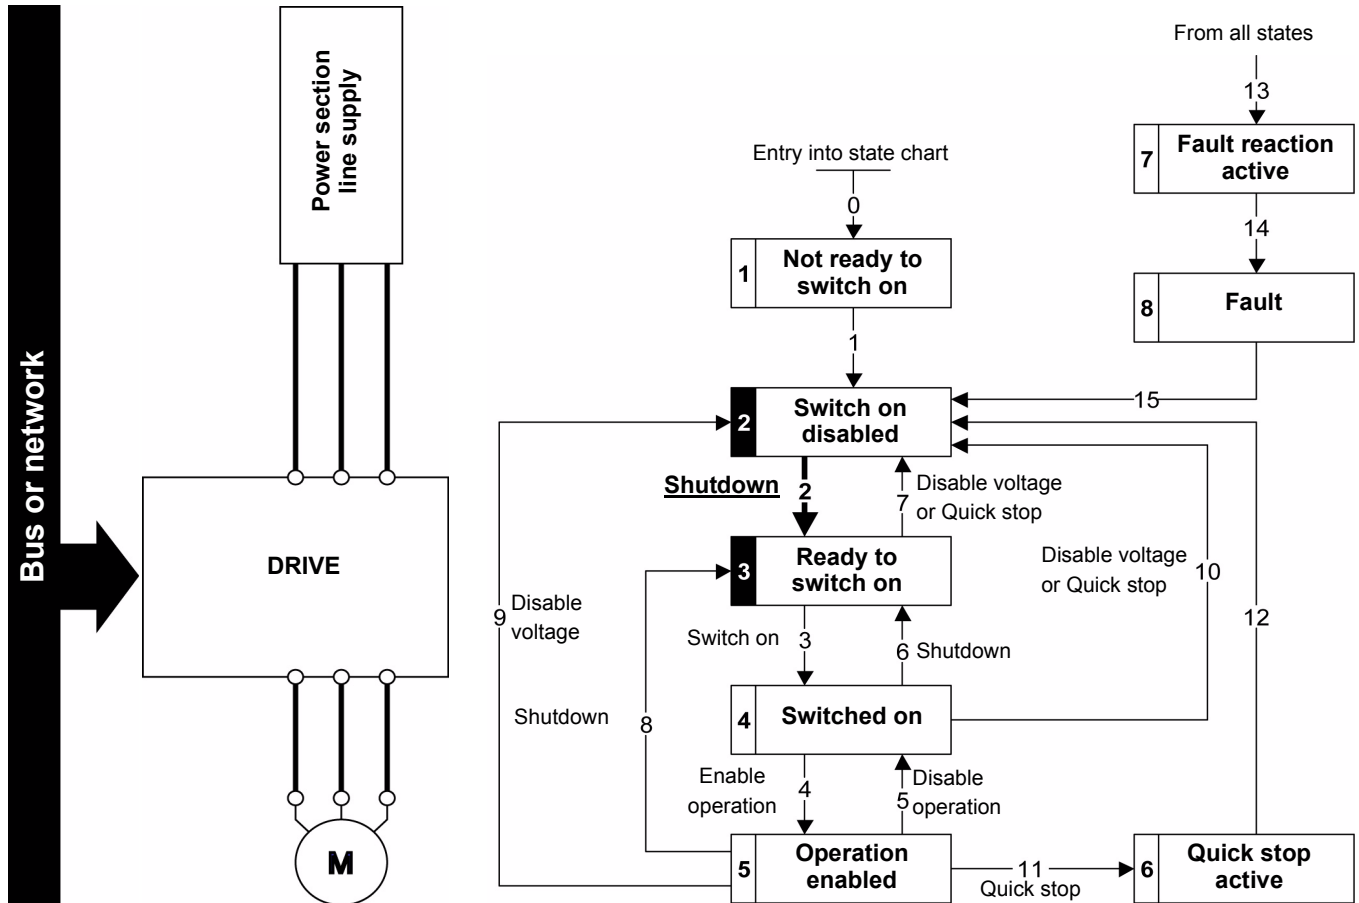 Bus or network
Power section
line supply
DRIVE
M
Entry into state chart
0
1
Not ready to
switch on
1
2
Switch on
disabled
Shutdown
2
7
Disable voltage
or Quick stop
3
Ready to
switch on
Switch on
3
6
Shutdown
4
Switched on
Enable
operation
4
5
Disable
operation
5
Operation
enabled
9
Disable
voltage
Shutdown
8
Disable voltage
or Quick stop
10
12
11
Quick stop
6
Quick stop
active
From all states
13
7
Fault reaction
active
14
8
Fault
15